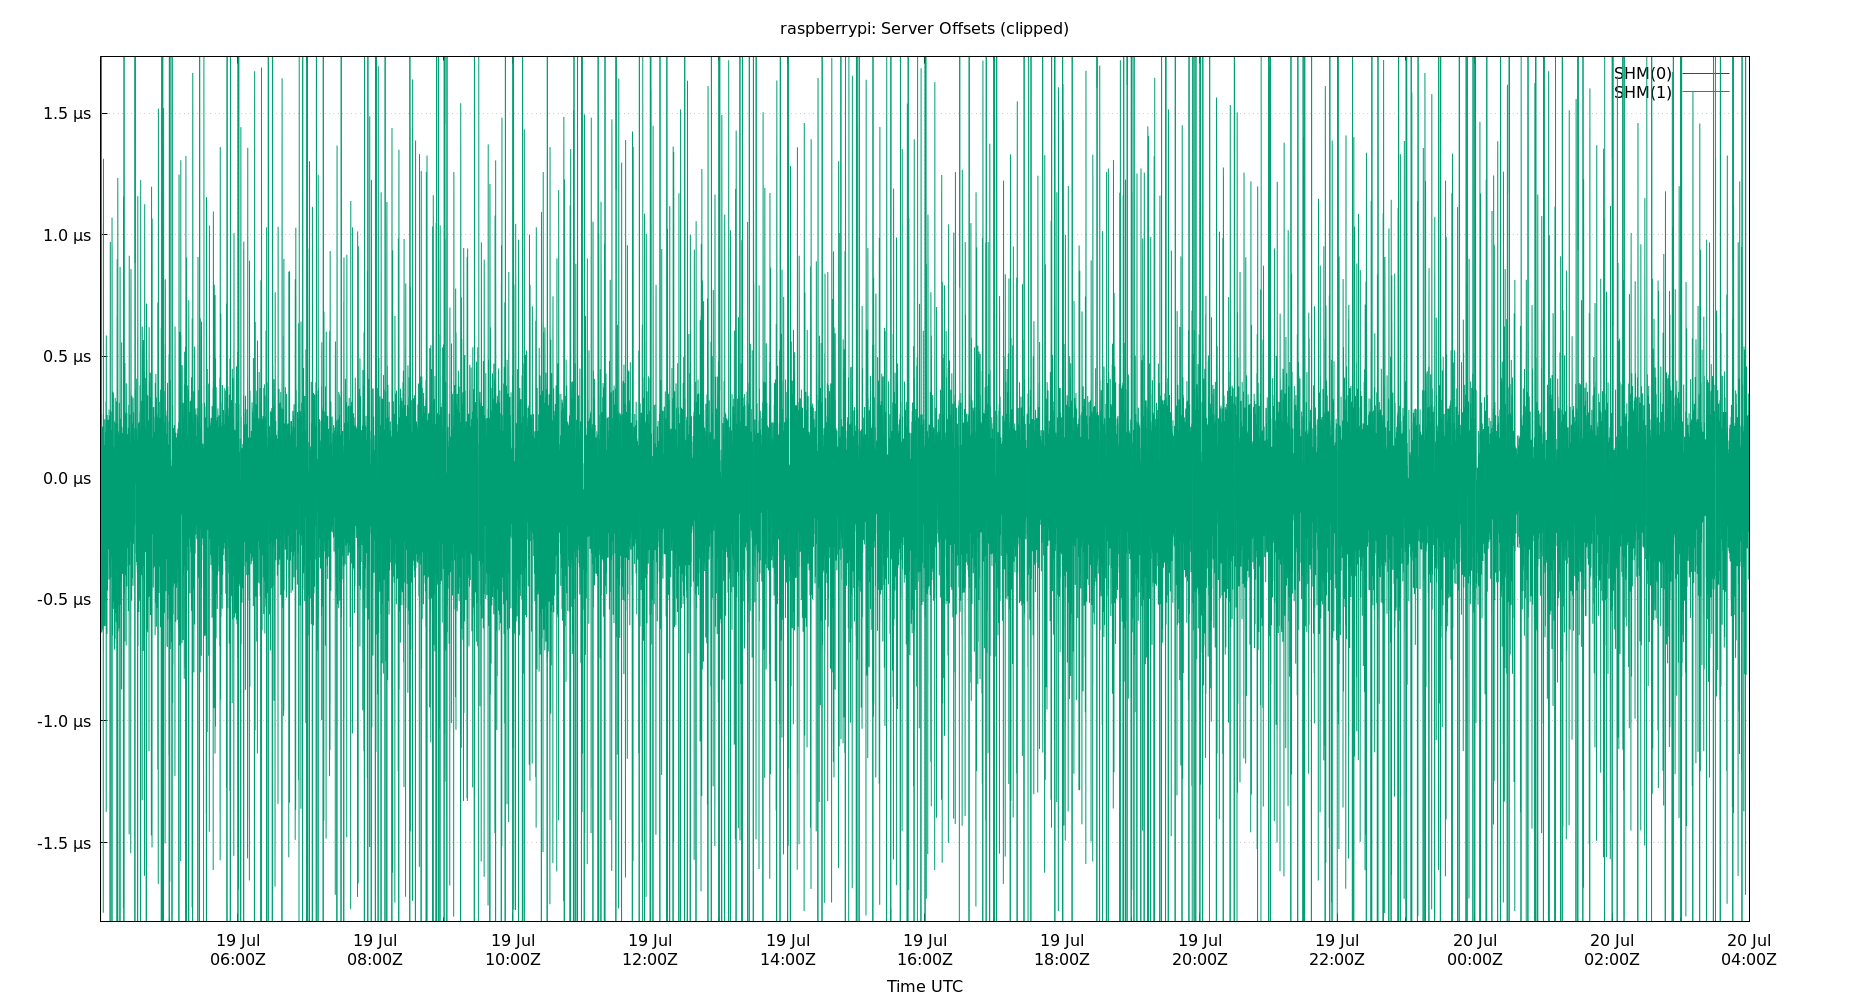 raspberrypi: Server Offsets (clipped)
SHM(0)
SHM(1)
1.5 µs
1.0 µs
0.5 µs
0.0 µs
-0.5 µs
-1.0 µs
-1.5 µs
19 Jul 19 Jul 19 Jul 19 Jul 19 Jul 19 Jul 19 Jul 19 Jul 19 Jul 20 Jul 20 Jul 20 Jul
06:00Z 08:00Z 10:00Z 12:00Z 14:00Z 16:00Z 18:00Z 20:00Z 22:00Z 00:00Z 02:00Z 04:00Z
Time UTC